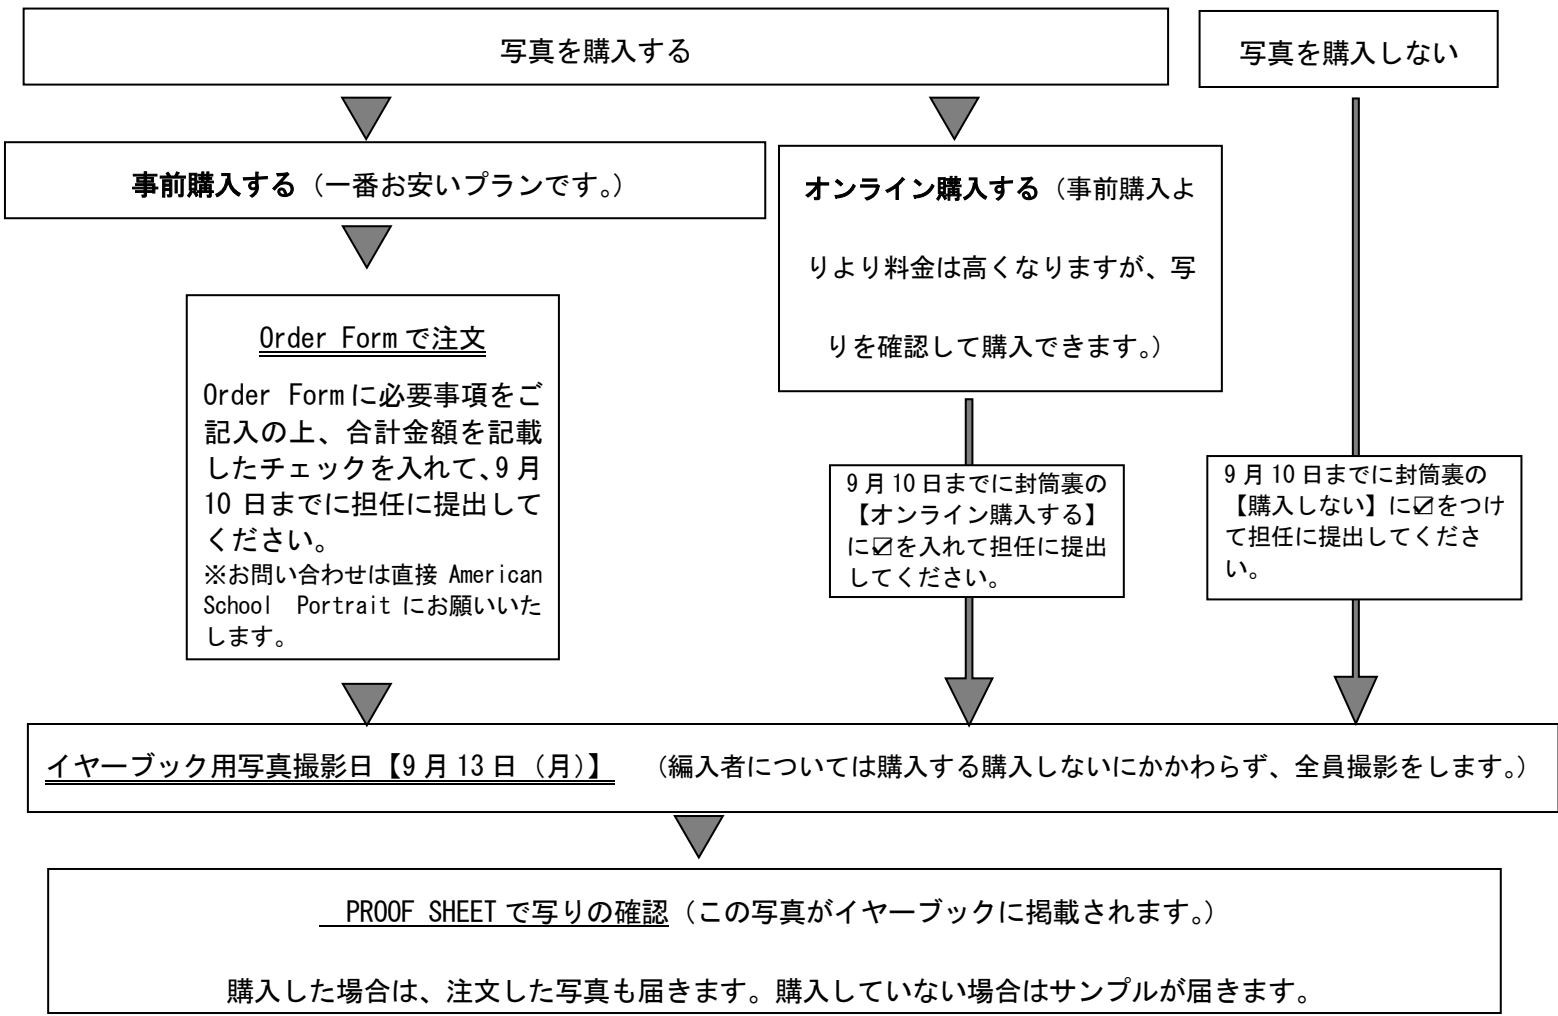 写真を購入する
写真を購入しない
事前購入する（一番お安いプランです。）
オンライン購入する（事前購入よ
りより料金は高くなりますが、写
りを確認して購入できます。）
Order Form で注文
Order Form に必要事項をご
記入の上、合計金額を記載
したチェックを入れて、9 月
10 日までに担任に提出して
ください。
※お問い合わせは直接 American
School Portrait にお願いいた
します。
9 月 10 日までに封筒裏の
【オンライン購入する】
に☑を入れて担任に提出
してください。
9 月 10 日までに封筒裏の
【購入しない】に☑をつけ
て担任に提出してくださ
い。
イヤーブック用写真撮影日【9 月 13 日（月）】 （編入者については購入する購入しないにかかわらず、全員撮影をします。）
PROOF SHEET で写りの確認（この写真がイヤーブックに掲載されます。）
購入した場合は、注文した写真も届きます。購入していない場合はサンプルが届きます。